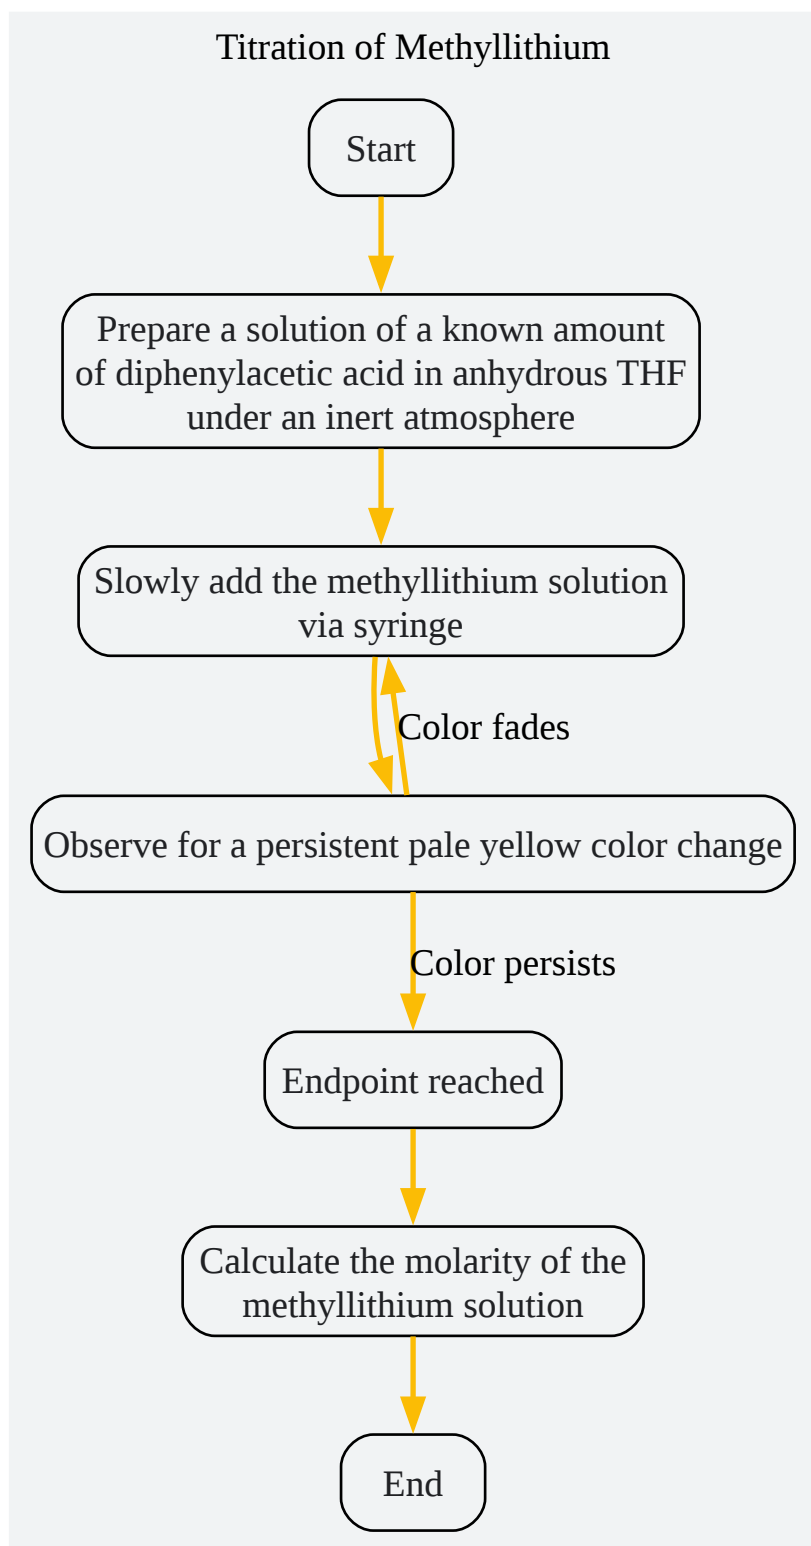 Titration of Methyllithium
Start
Prepare a solution of a known amount
of diphenylacetic acid in anhydrous THF
under an inert atmosphere
Slowly add the methyllithium solution
via syringe
Color fades
Observe for a persistent pale yellow color change
Color persists
Endpoint reached
Calculate the molarity of the
methyllithium solution
End